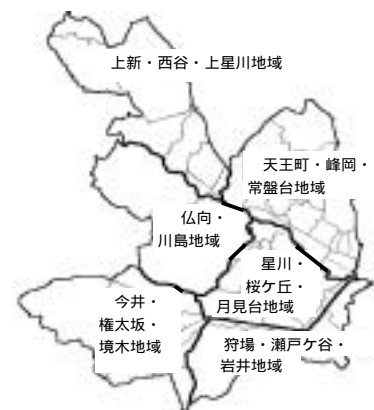 上新・西谷・上星川地域
天王町・峰岡・
常盤台地域
仏向・
川島地域
星川・
桜ケ丘・
月見台地域
今井・
権太坂・
境木地域
狩場・瀬戸ケ谷・
岩井地域